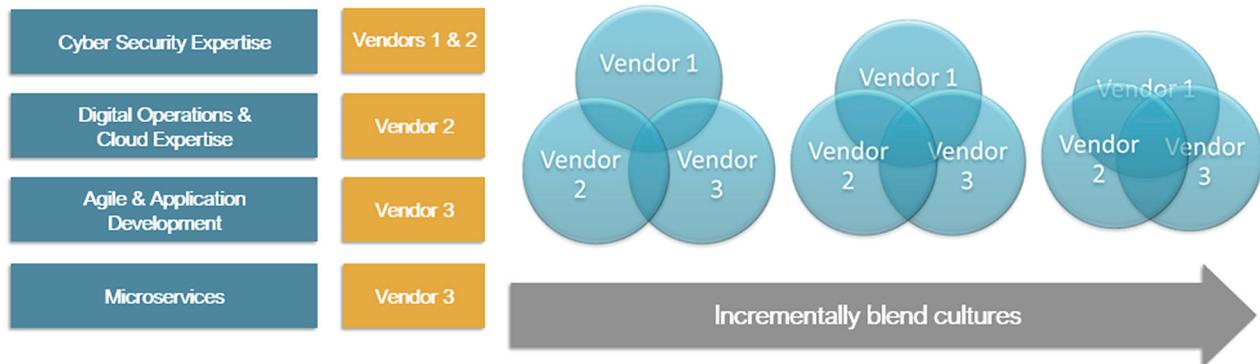 Cyber Security Expertise
Vendors 1 & 2
Digital Operations &
Cloud Expertise
Vendor 2
Agile & Application
Development
Vendor 3
Microservices
Vendor 3
Vendor 1
Vendor
2
Vendor
3
Vendor 1
Vendor
2
Vendor
3
Vendor 1
Vendor
2
Vendor
3
Incrementally blend cultures